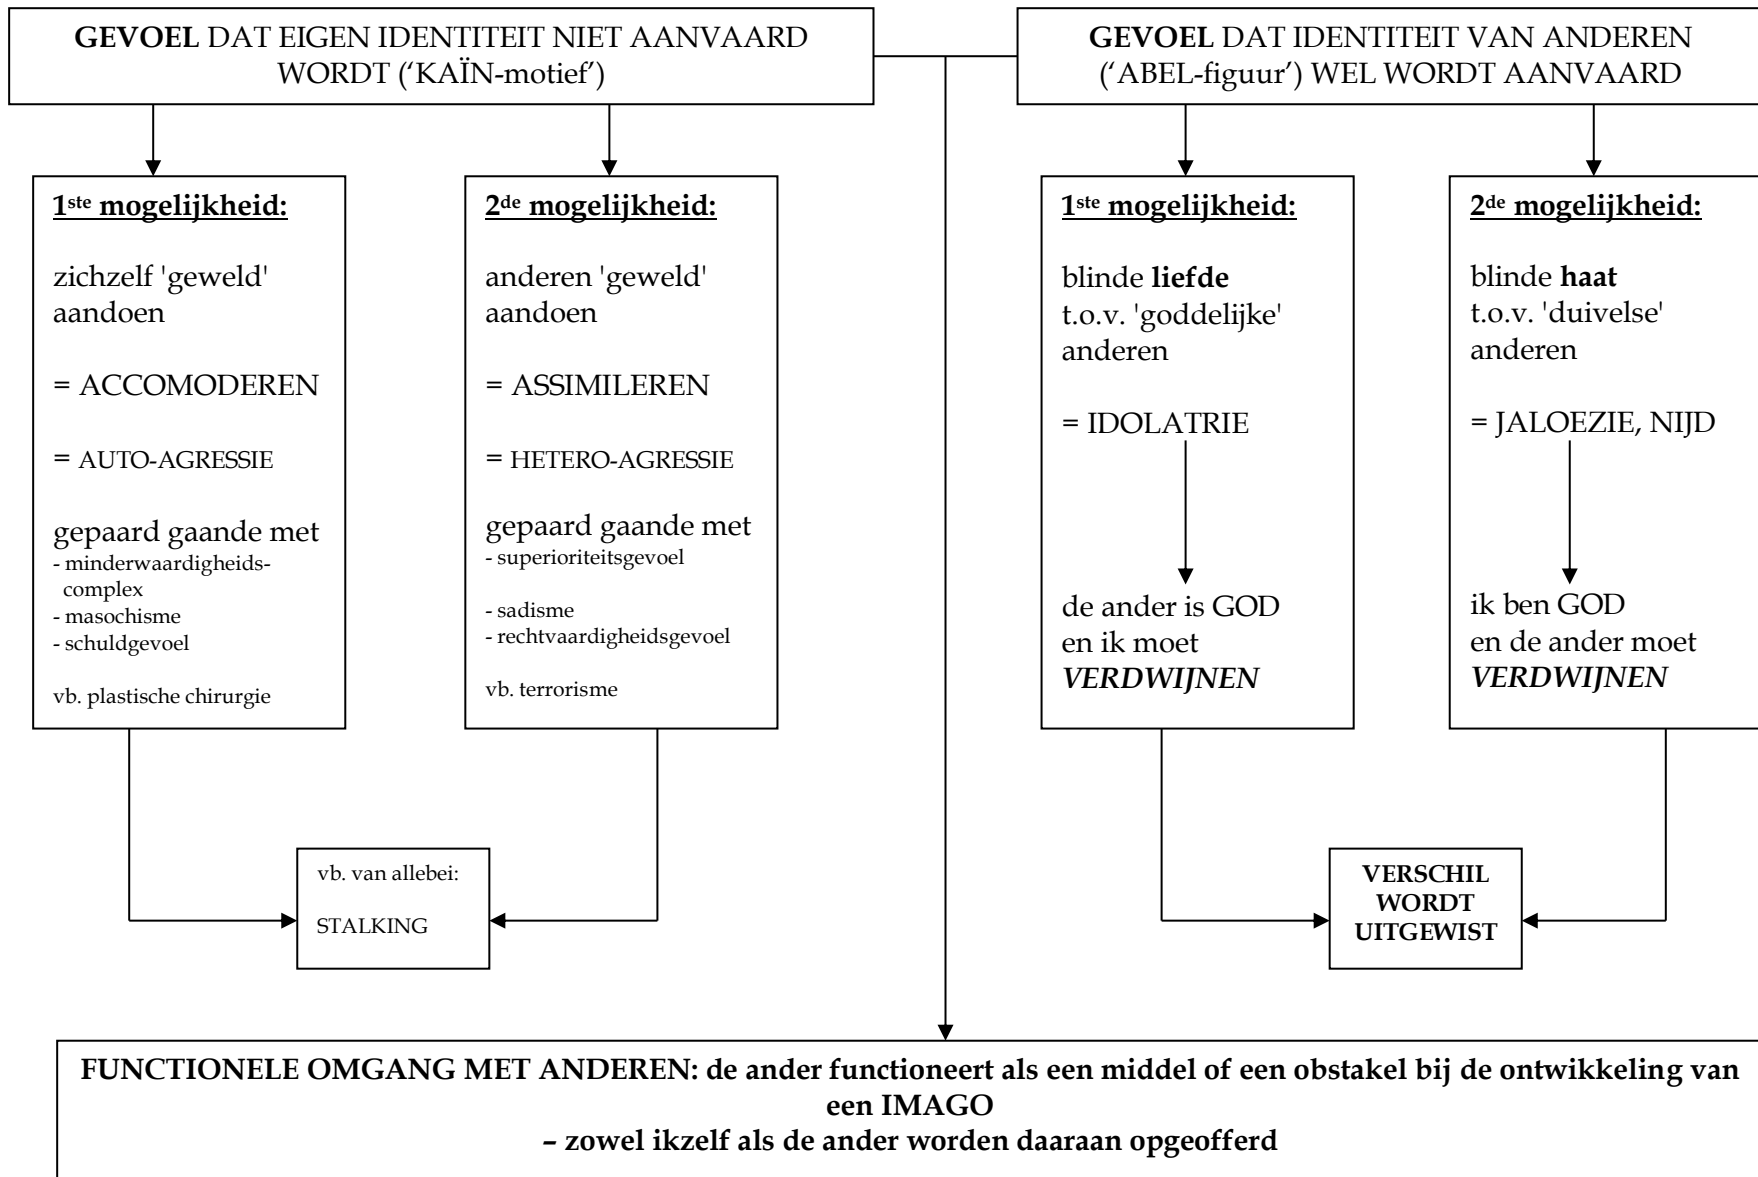 GEVOEL DAT EIGEN IDENTITEIT NIET AANVAARD
WORDT (‘KAÏN-motief’)
GEVOEL DAT IDENTITEIT VAN ANDEREN
(‘ABEL-figuur’) WEL WORDT AANVAARD
1ste mogelijkheid:
zichzelf 'geweld'
aandoen
= ACCOMODEREN
= AUTO-AGRESSIE
gepaard gaande met
- minderwaardigheids-
complex
- masochisme
- schuldgevoel
vb. plastische chirurgie
2de mogelijkheid:
anderen 'geweld'
aandoen
= ASSIMILEREN
= HETERO-AGRESSIE
gepaard gaande met
- superioriteitsgevoel
- sadisme
- rechtvaardigheidsgevoel
vb. terrorisme
1ste mogelijkheid:
blinde liefde
t.o.v. 'goddelijke'
anderen
= IDOLATRIE
de ander is GOD
en ik moet
VERDWIJNEN
2de mogelijkheid:
blinde haat
t.o.v. 'duivelse'
anderen
= JALOEZIE, NIJD
ik ben GOD
en de ander moet
VERDWIJNEN
vb. van allebei:
STALKING
VERSCHIL
WORDT
UITGEWIST
FUNCTIONELE OMGANG MET ANDEREN: de ander functioneert als een middel of een obstakel bij de ontwikkeling van
een IMAGO
– zowel ikzelf als de ander worden daaraan opgeofferd